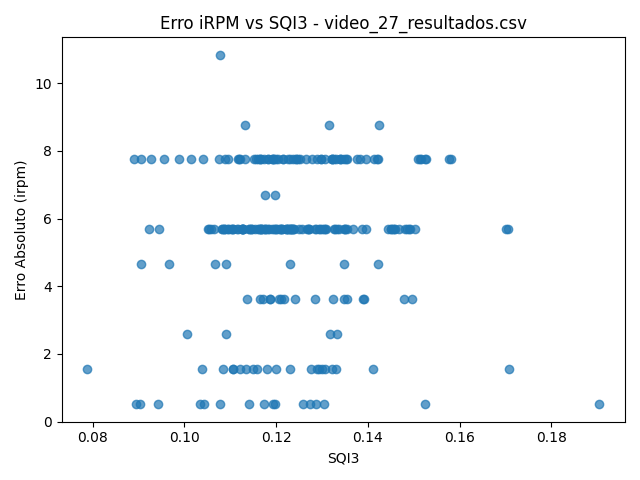 Erro iRPM vs SQI3 - video_27_resultados.csv
Erro Absoluto (irpm)
10
8
6
4
2
0
0.08 0.10 0.12 0.14 0.16 0.18
SQI3